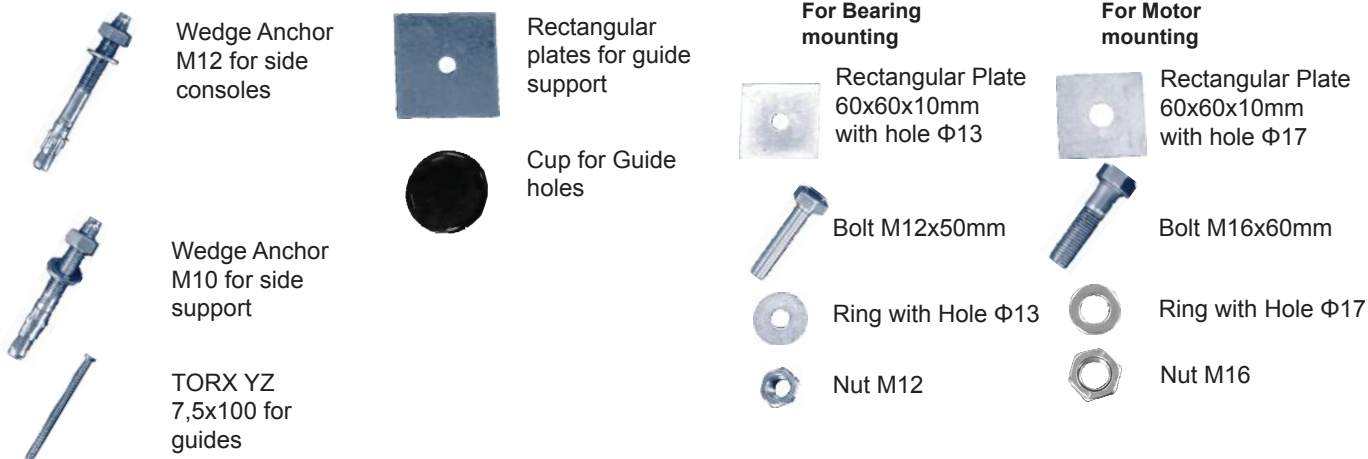 Wedge Anchor
M12 for side
consoles
Wedge Anchor
M10 for side
support
TORX YZ
7,5x100 for
guides
Rectangular
plates for guide
support
Cup for Guide
holes
For Bearing
mounting
Rectangular Plate
60x60x10mm
with hole Φ13
Bolt M12x50mm
Ring with Hole Φ13
Nut M12
For Motor
mounting
Rectangular Plate
60x60x10mm
with hole Φ17
Bolt M16x60mm
Ring with Hole Φ17
Nut M16